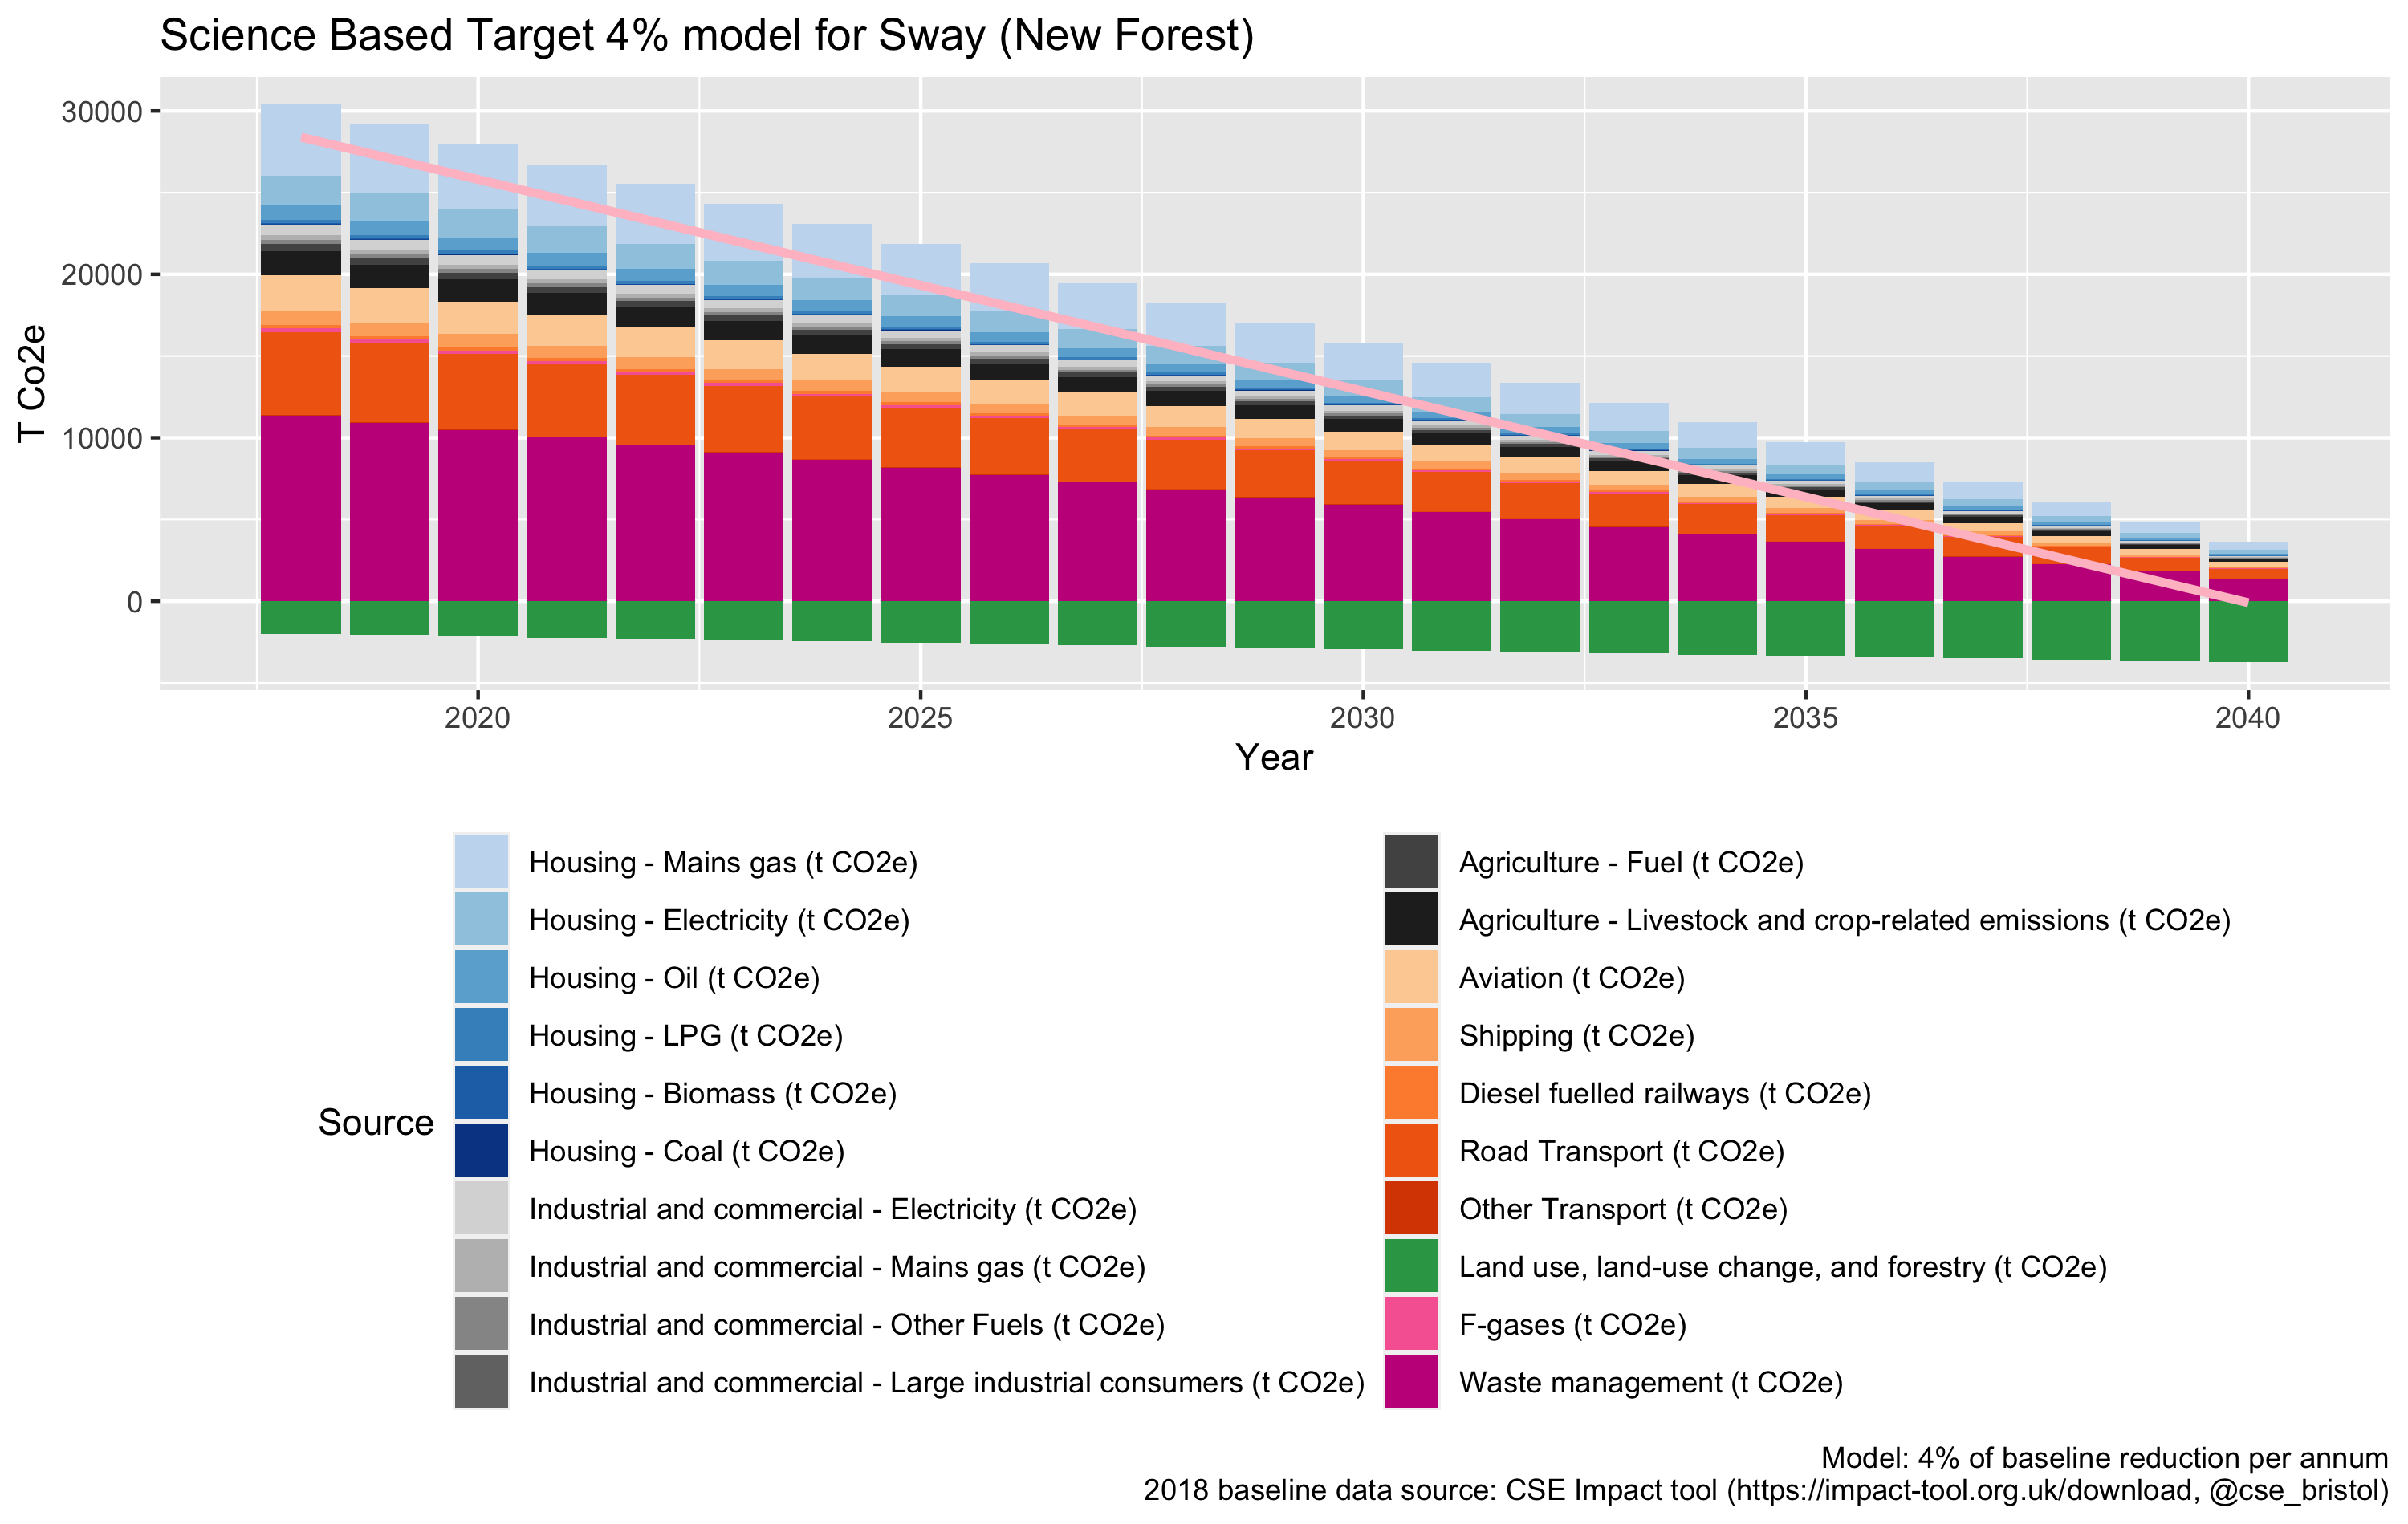 Science Based Target 4% model for Sway (New Forest)
30000
20000
10000
0
T Co2e
2020
2025
2030
2035
2040
Year
Source
Housing - Mains gas (t CO2e)
Housing - Electricity (t CO2e)
Housing - Oil (t CO2e)
Housing - LPG (t CO2e)
Housing - Biomass (t CO2e)
Housing - Coal (t CO2e)
Industrial and commercial - Electricity (t CO2e)
Industrial and commercial - Mains gas (t CO2e)
Industrial and commercial - Other Fuels (t CO2e)
Industrial and commercial - Large industrial consumers (t CO2e)
Agriculture - Fuel (t CO2e)
Agriculture - Livestock and crop-related emissions (t CO2e)
Aviation (t CO2e)
Shipping (t CO2e)
Diesel fuelled railways (t CO2e)
Road Transport (t CO2e)
Other Transport (t CO2e)
Land use, land-use change, and forestry (t CO2e)
F-gases (t CO2e)
Waste management (t CO2e)
Model: 4% of baseline reduction per annum
2018 baseline data source: CSE Impact tool (https://impact-tool.org.uk/download, @cse_bristol)